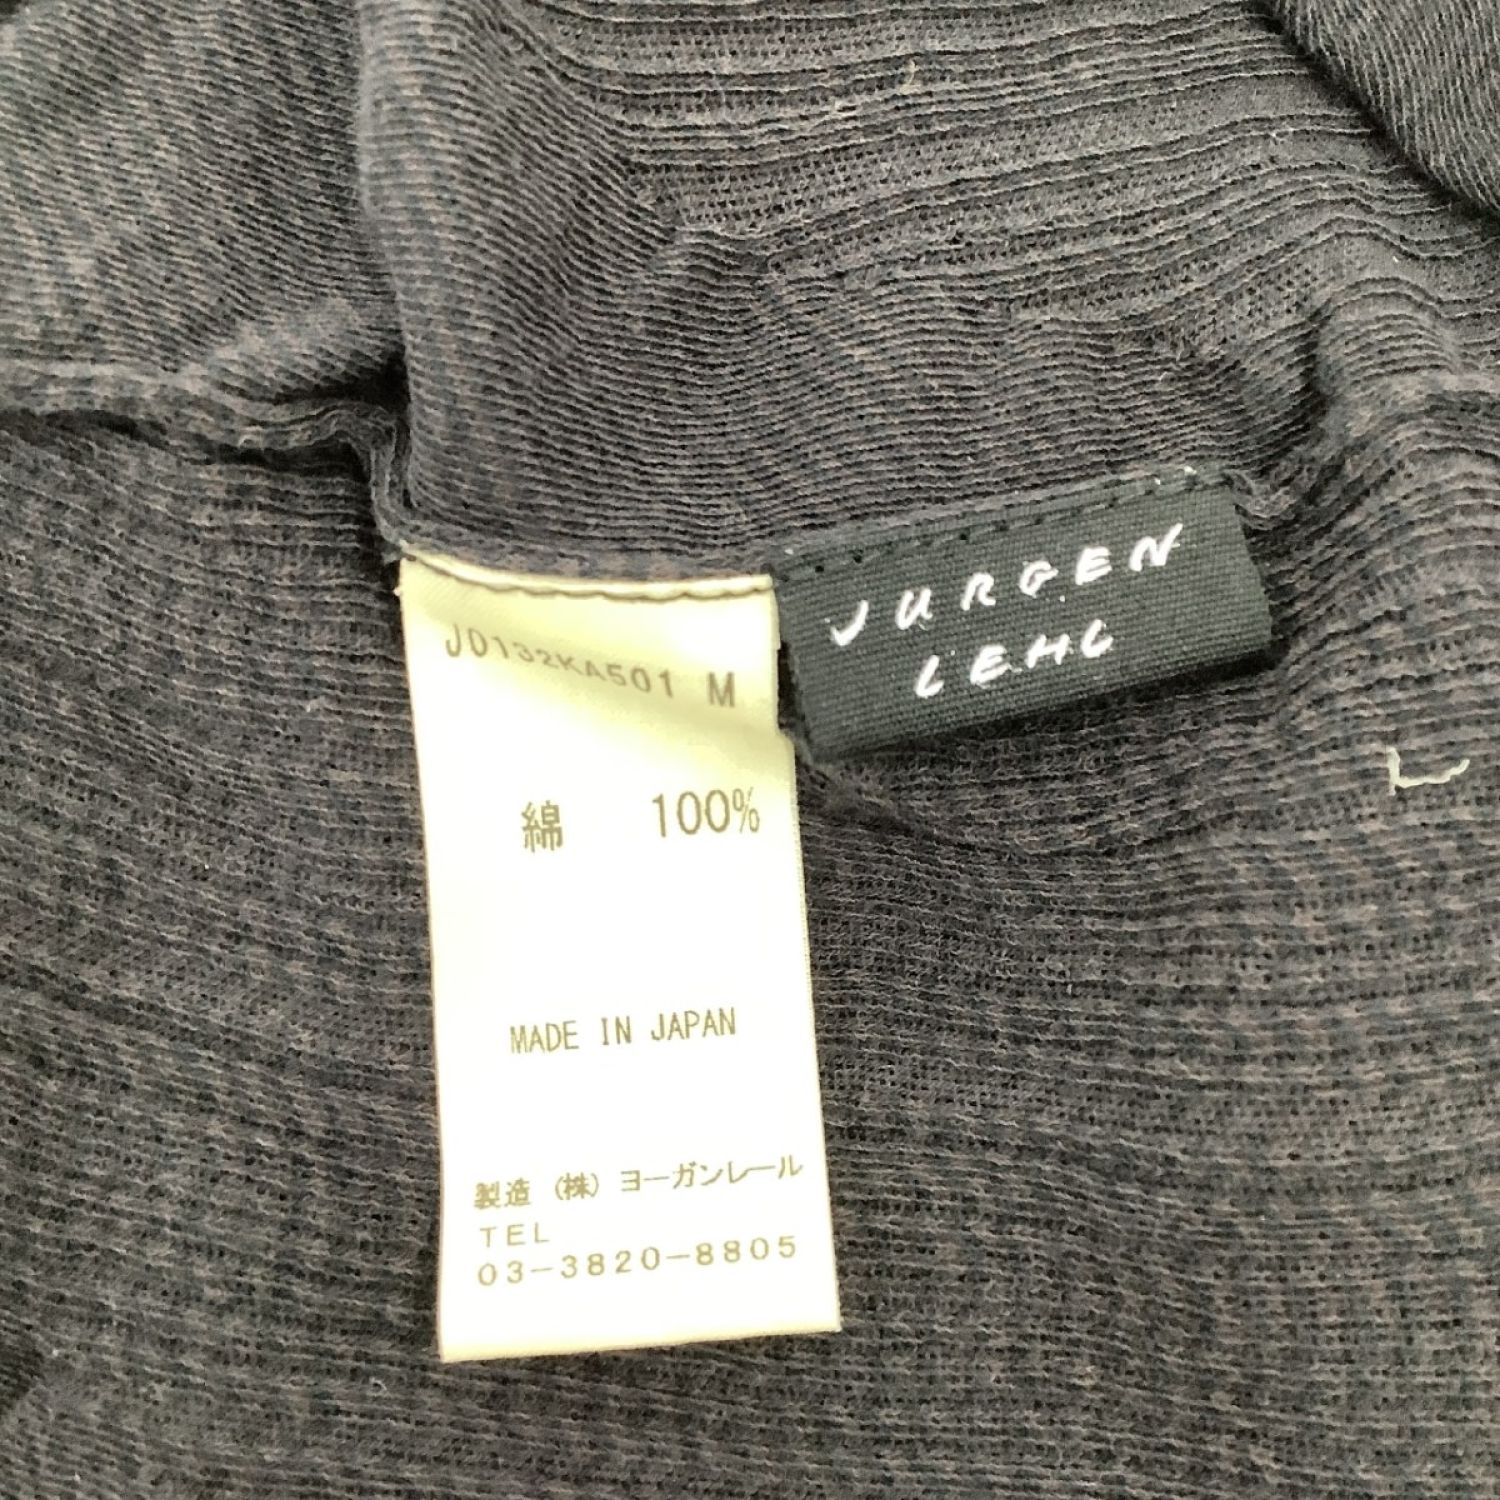 JURGEN
LEHL
JO132KA501 M
綿 100%
MADE IN JAPAN
製造 (株) ヨーガンレール
TEL
03-3820-8805